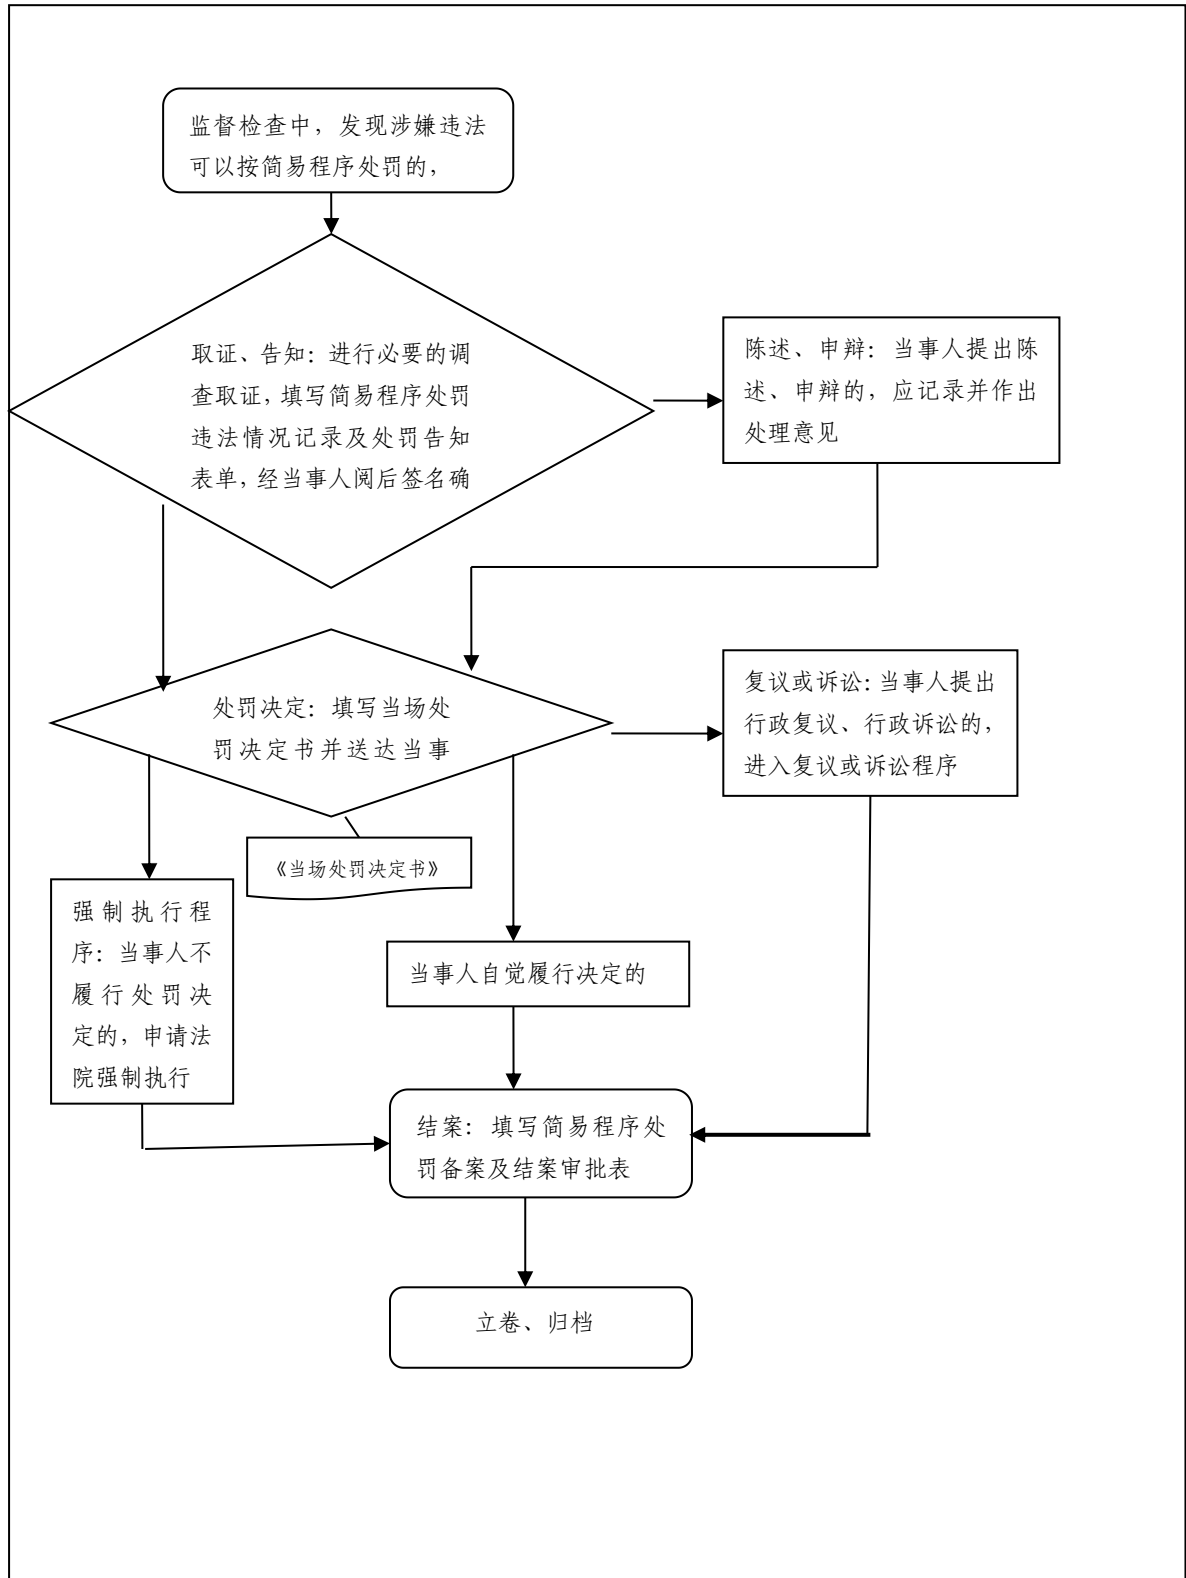 监督检查中，发现涉嫌违法
可以按简易程序处罚的，
取证、告知：进行必要的调
查取证，填写简易程序处罚
违法情况记录及处罚告知
表单，经当事人阅后签名确
陈述、申辩：当事人提出陈
述、申辩的，应记录并作出
处理意见
处罚决定：填写当场处
罚决定书并送达当事
复议或诉讼：当事人提出
行政复议、行政诉讼的，
进入复议或诉讼程序
《当场处罚决定书》
强制执行程
序：当事人不
履行处罚决
定的，申请法
院强制执行
当事人自觉履行决定的
结案：填写简易程序处
罚备案及结案审批表
立卷、归档